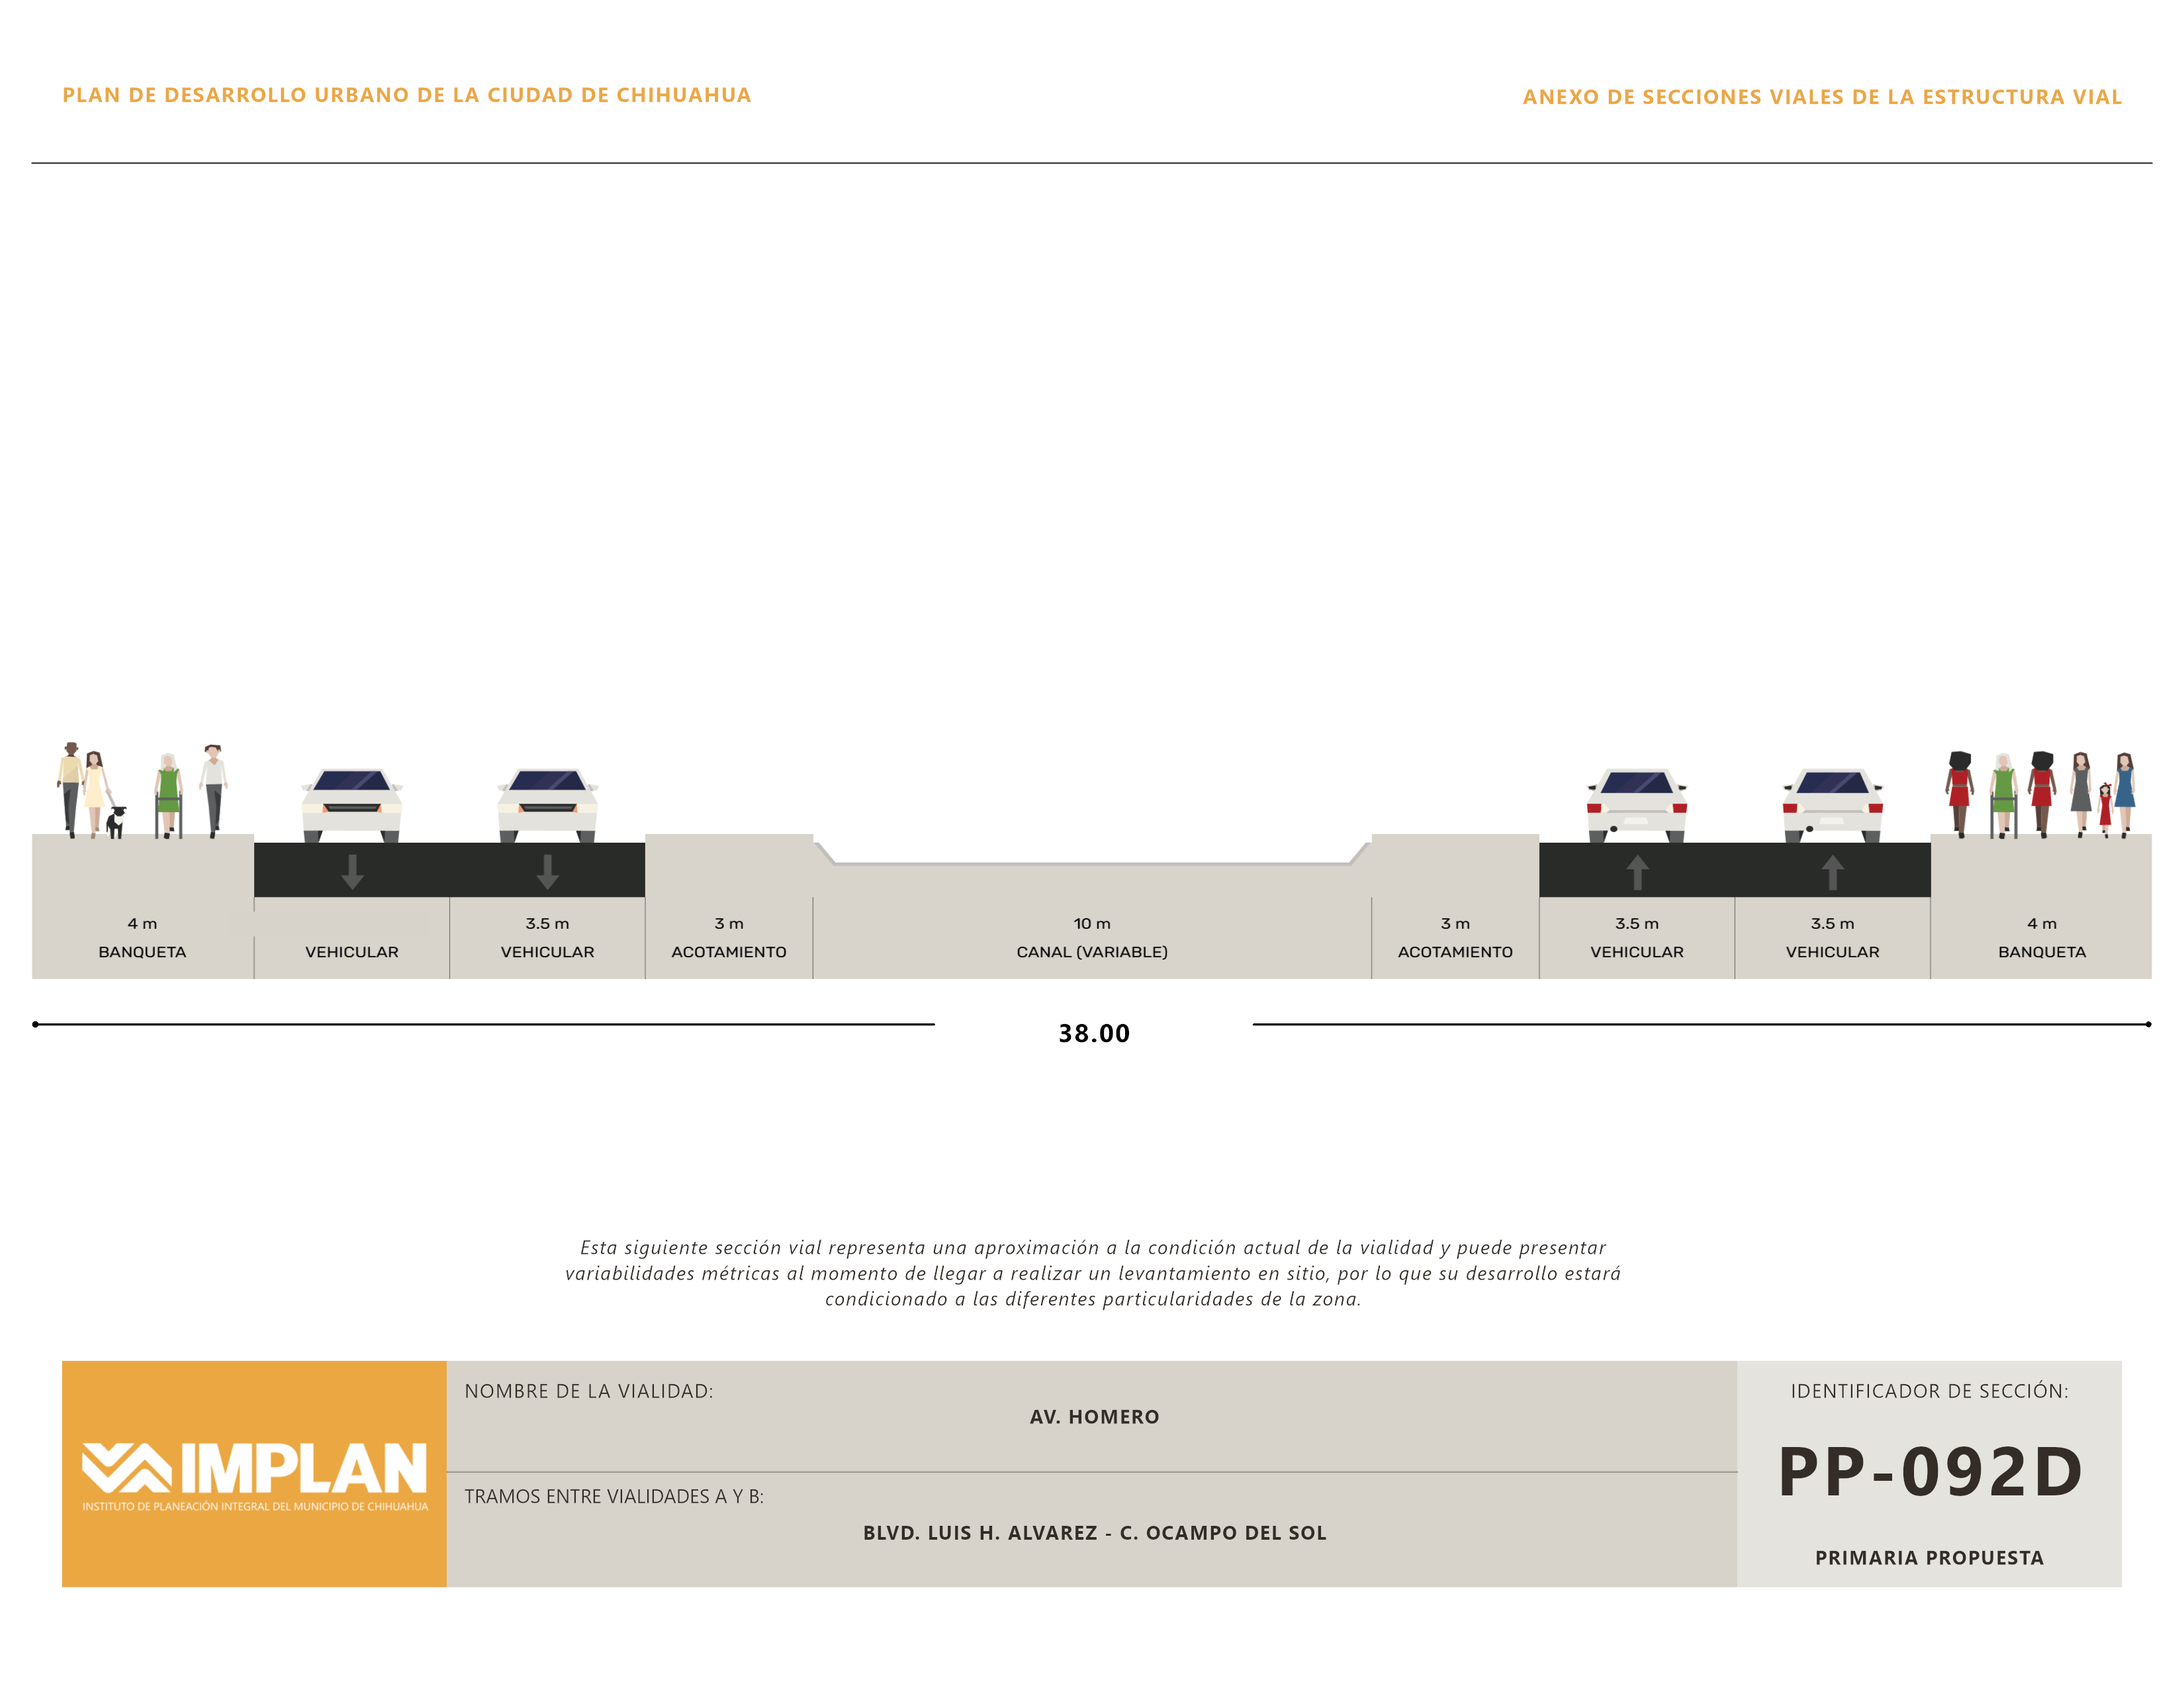 PLAN DE DESARROLLO URBANO DE LA CIUDAD DE CHIHUAHUA
ANEXO DE SECCIONES VIALES DE LA ESTRUCTURA VIAL
4 m
BANQUETA
VEHICULAR
3.5 m
VEHICULAR
3 m
ACOTAMIENTO
10 m
CANAL (VARIABLE)
3 m
ACOTAMIENTO
3.5 m
VEHICULAR
3.5 m
VEHICULAR
4 m
BANQUETA
38.00
Esta siguiente sección vial representa una aproximación a la condición actual de la vialidad y puede presentar
variabilidades métricas al momento de llegar a realizar un levantamiento en sitio, por lo que su desarrollo estará
condicionado a las diferentes particularidades de la zona.
IMPLAN
INSTITUTO DE PLANEACIÓN INTEGRAL DEL MUNICIPIO DE CHIHUAHUA
NOMBRE DE LA VIALIDAD:
AV. HOMERO
TRAMOS ENTRE VIALIDADES A Y B:
BLVD. LUIS H. ALVAREZ - C. OCAMPO DEL SOL
IDENTIFICADOR DE SECCIÓN:
PP-092D
PRIMARIA PROPUESTA